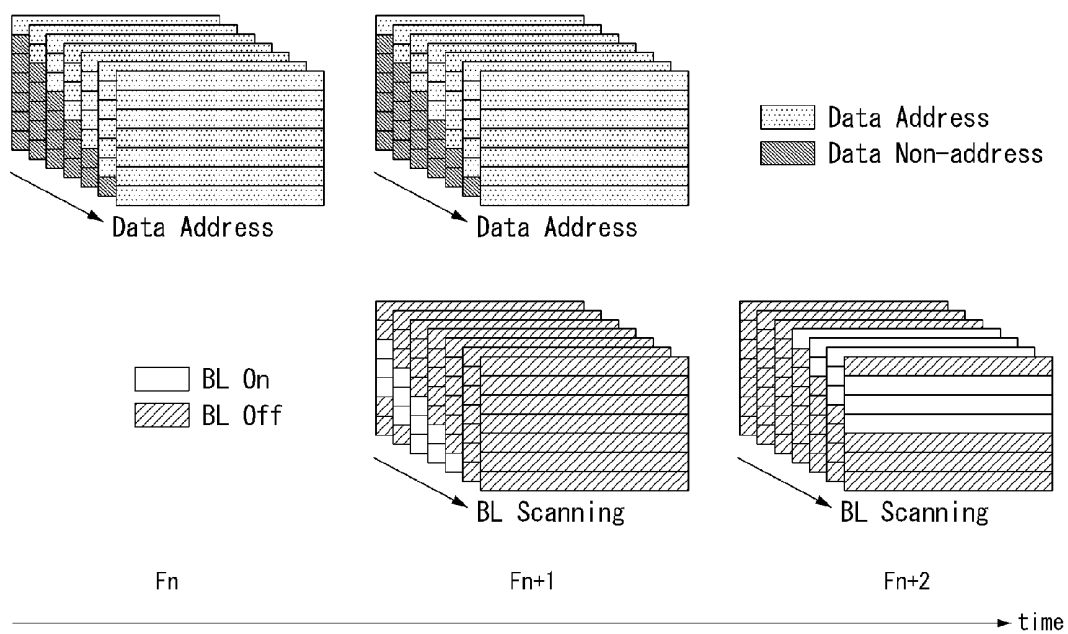 Data Address
Data Non-address
Data Address
Data Address
BL On
BL Off
BL Scanning
BL Scanning
Fn
Fn+1
Fn+2
time